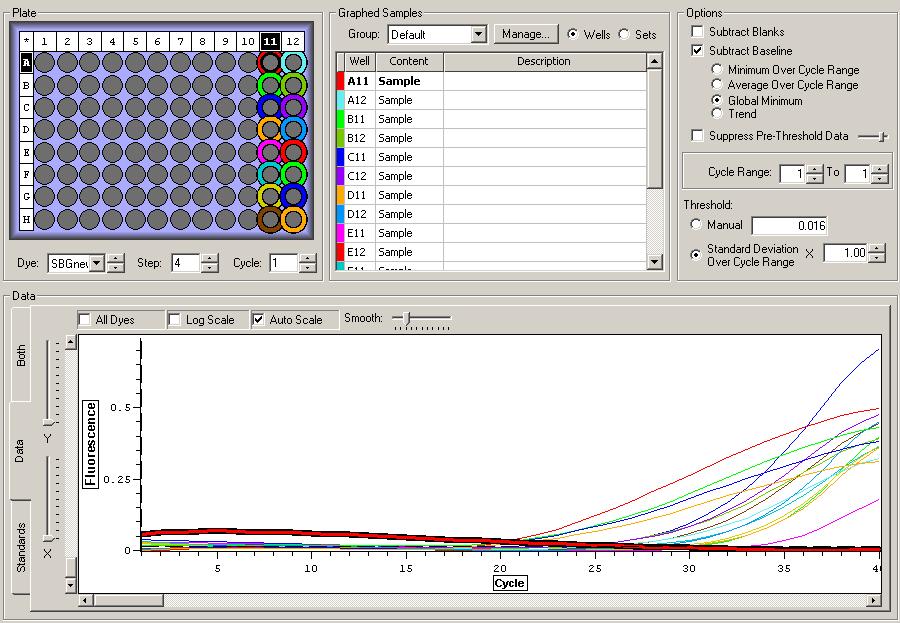 Plate
* 1 2 3 4 5 6 7 8 9 10 11 12
A
B
C
D
E
F
G
H
Dye: SBGnew Step: 4 Cycle: 1
Graphed Samples
Group: Default Manage... Wells Sets
Well Content Description
A11 Sample
A12 Sample
B11 Sample
B12 Sample
C11 Sample
C12 Sample
D11 Sample
D12 Sample
E11 Sample
E12 Sample
Options
Subtract Blanks
Subtract Baseline
Minimum Over Cycle Range
Average Over Cycle Range
Global Minimum
Trend
Suppress Pre-Threshold Data
Cycle Range: 1 To 1
Threshold:
Manual 0.016
Standard Deviation
Over Cycle Range X 1.00
Data
All Dyes Log Scale Auto Scale Smooth:
Both
Data
Standards
Y
X
Fluorescence
0.5
0.25
0
5 10 15 20 25 30 35 40
Cycle